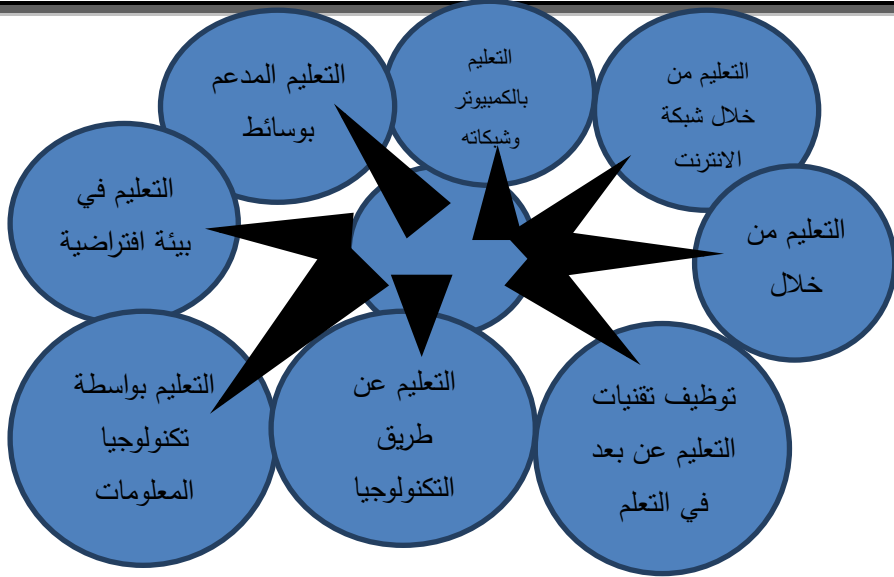 التعليم من
خلال شبكة
الانترنت
التعليم
بالكمبيوتر
وشبكاته
التعليم المدعم
بوسائط
التعليم في
بيئة افتراضية
التعليم من
خلال
التعليم بواسطة
تكنولوجيا
المعلومات
التعليم عن
طريق
التكنولوجيا
توظيف تقنيات
التعليم عن بعد
في التعلم